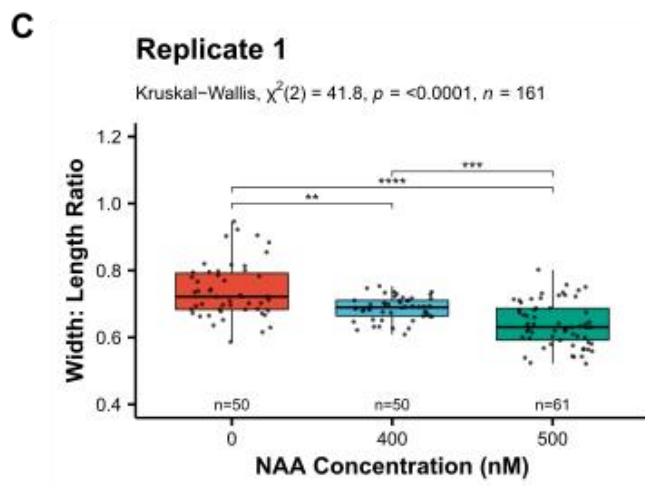 C
Replicate 1
Kruskal−Wallis, χ²(2) = 41.8, p = <0.0001, n = 161
Width: Length Ratio
1.2
1.0
0.8
0.6
0.4
***
****
**
n=50
n=50
n=61
0
400
500
NAA Concentration (nM)